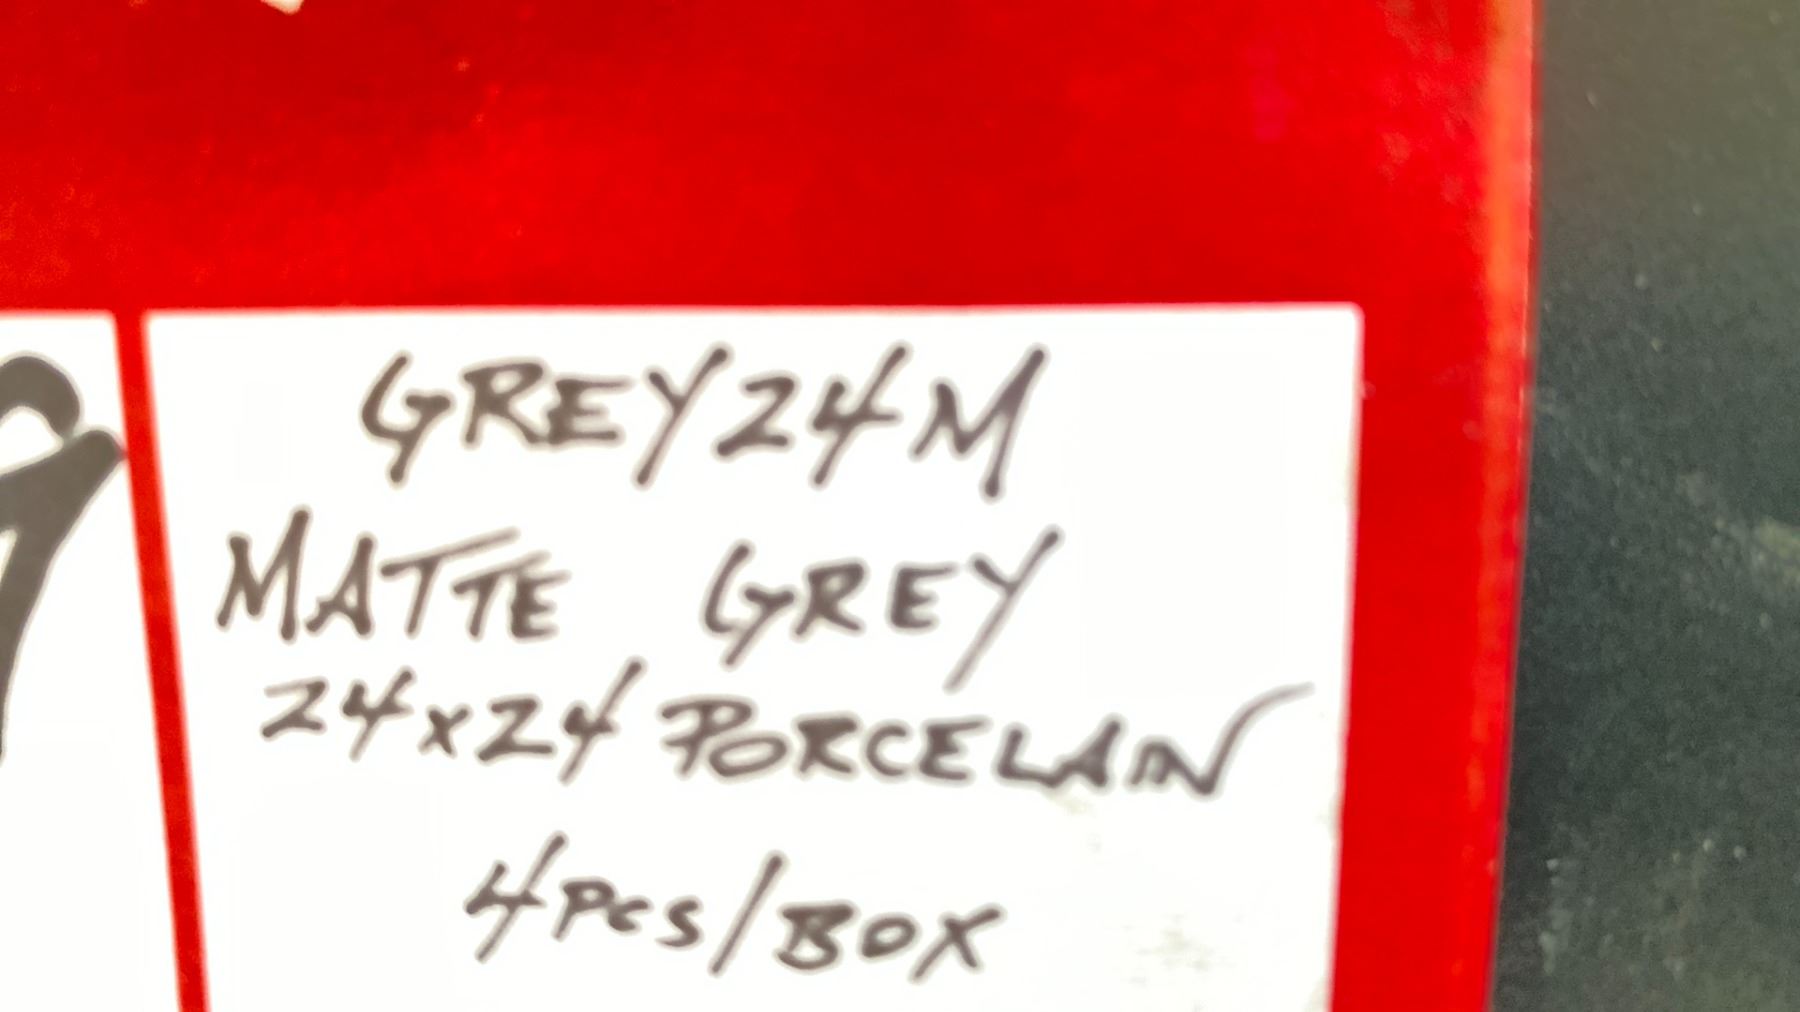 GREY24M
MATTE GREY
24x24 PORCELAIN
4PCS/BOX